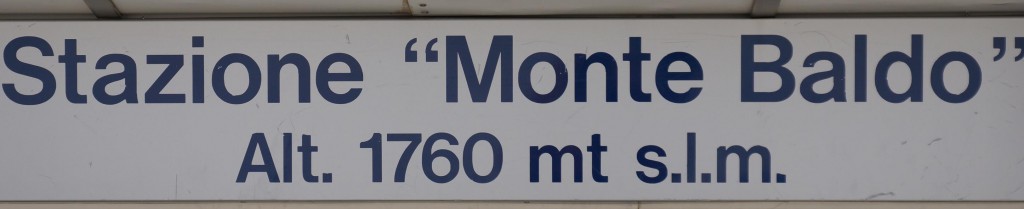 Stazione “Monte Baldo”
Alt. 1760 mt s.l.m.